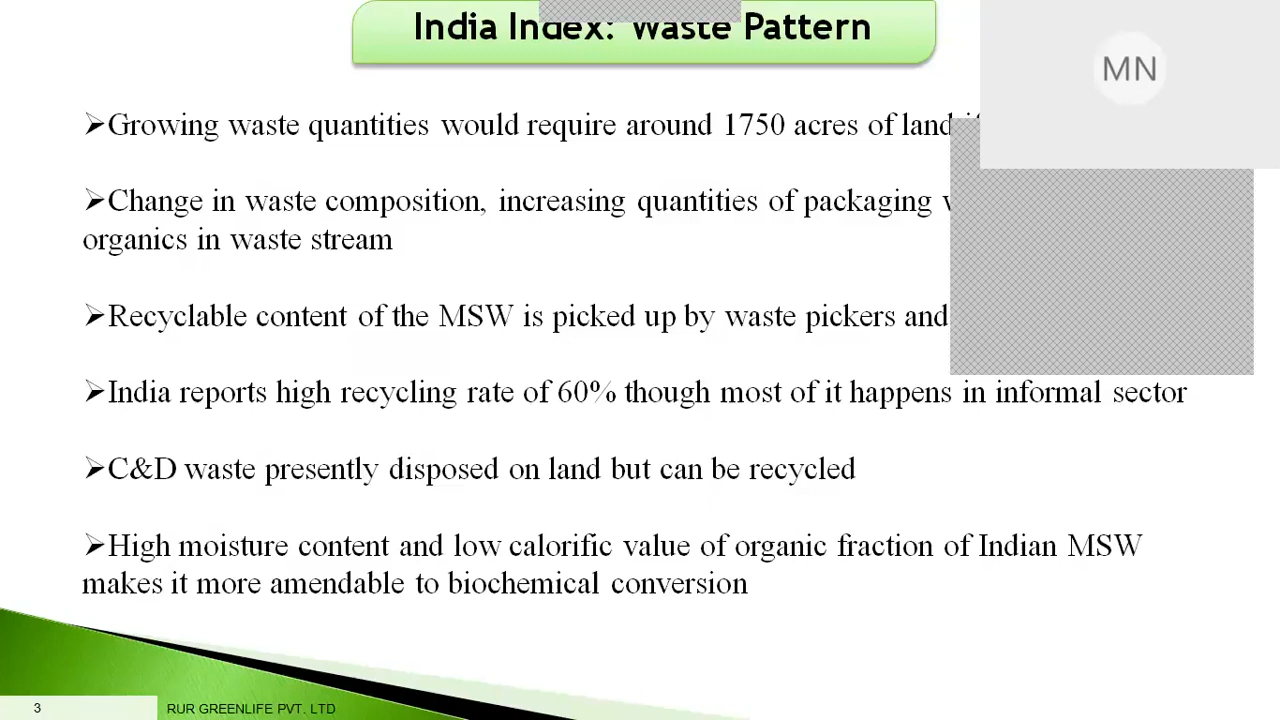 India Index: Waste Pattern
MN
➢Growing waste quantities would require around 1750 acres of land
➢Change in waste composition, increasing quantities of packaging
organics in waste stream
➢Recyclable content of the MSW is picked up by waste pickers and
➢India reports high recycling rate of 60% though most of it happens in informal sector
➢C&D waste presently disposed on land but can be recycled
➢High moisture content and low calorific value of organic fraction of Indian MSW
makes it more amendable to biochemical conversion
3
RUR GREENLIFE PVT. LTD